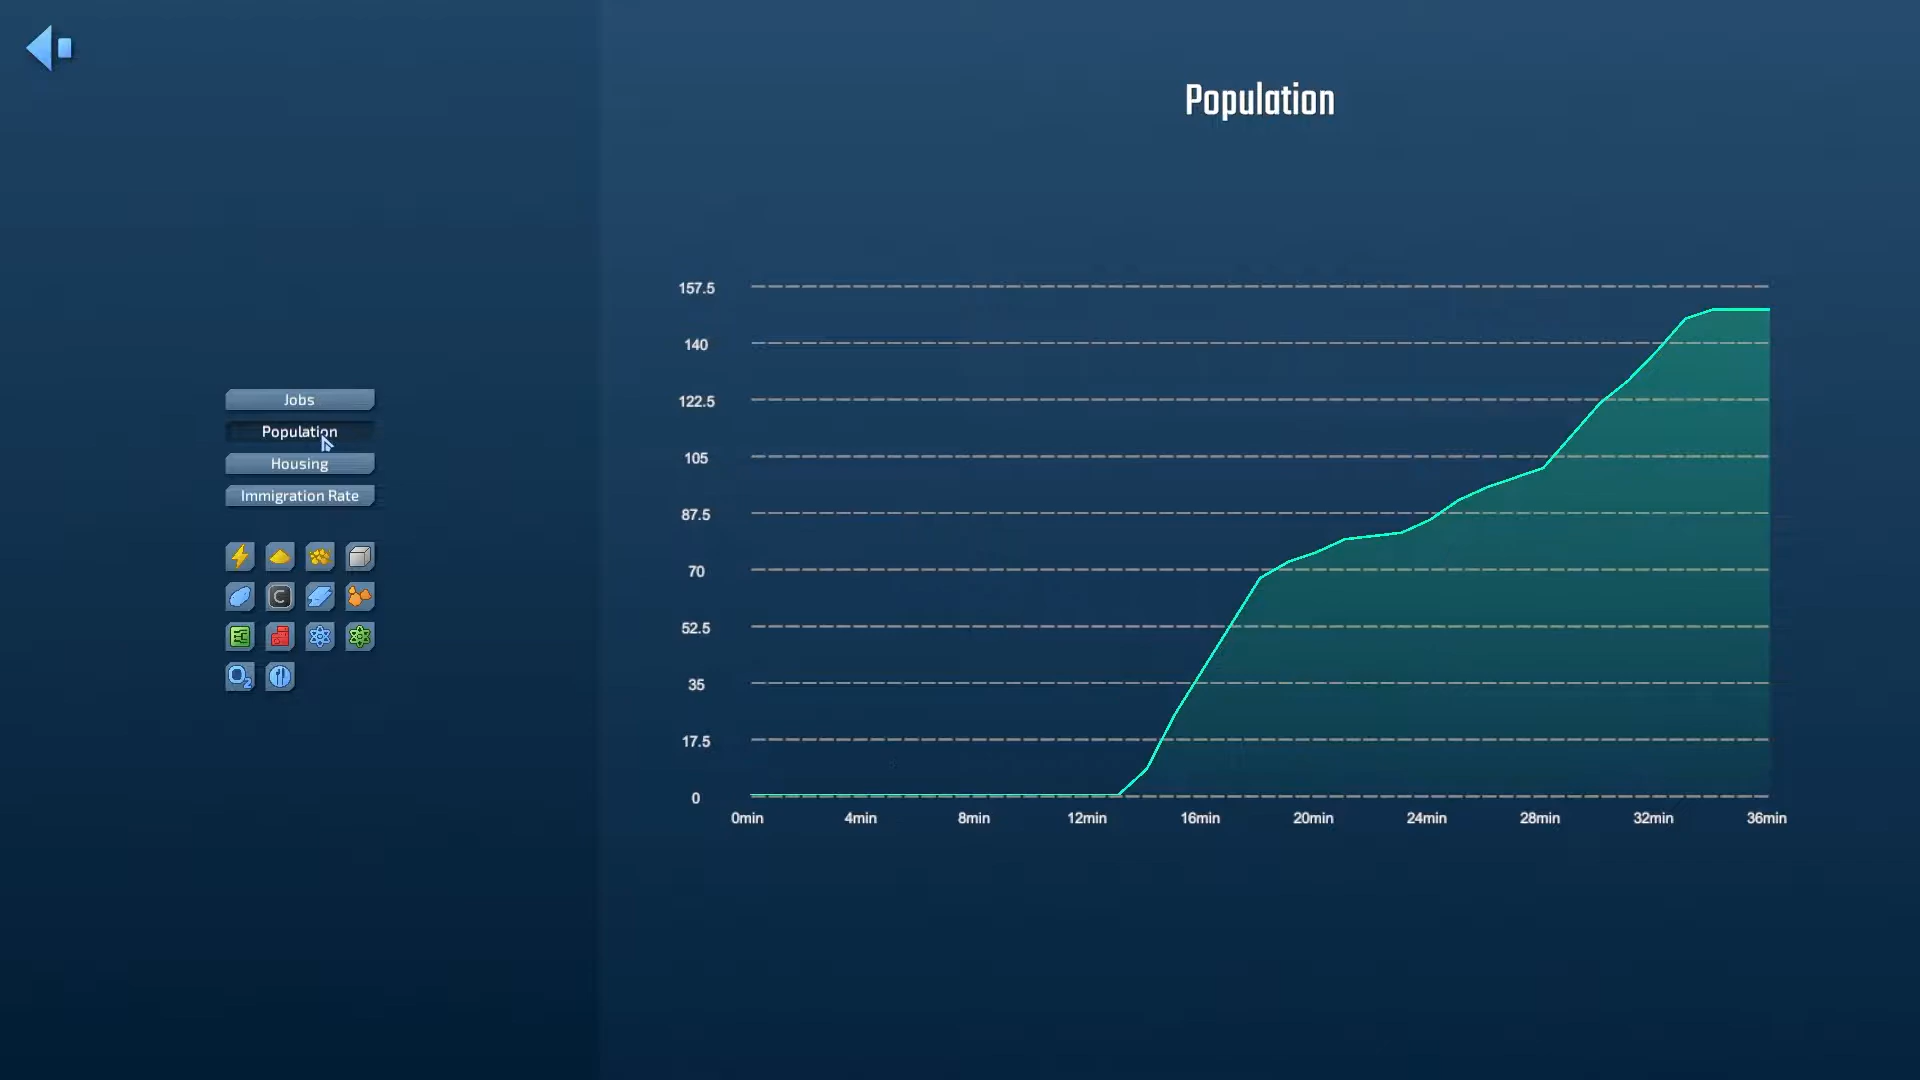 Population
157.5
140
122.5
105
87.5
70
52.5
35
17.5
0
0min 4min 8min 12min 16min 20min 24min 28min 32min 36min
Jobs
Population
Housing
Immigration Rate
C
O2